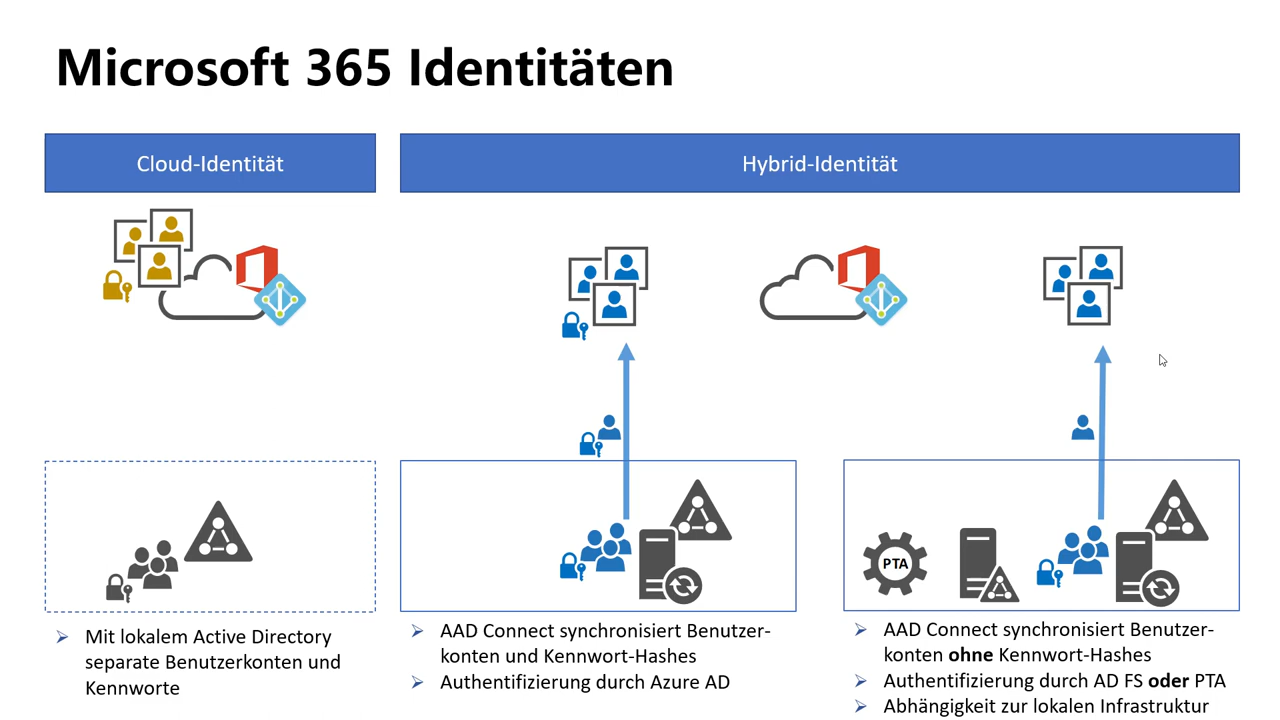 Microsoft 365 Identitäten
Cloud-Identität
Hybrid-Identität
PTA
➢ Mit lokalem Active Directory
separate Benutzerkonten und
Kennworte
➢ AAD Connect synchronisiert Benutzer-
konten und Kennwort-Hashes
➢ Authentifizierung durch Azure AD
➢ AAD Connect synchronisiert Benutzer-
konten ohne Kennwort-Hashes
➢ Authentifizierung durch AD FS oder PTA
➢ Abhängigkeit zur lokalen Infrastruktur